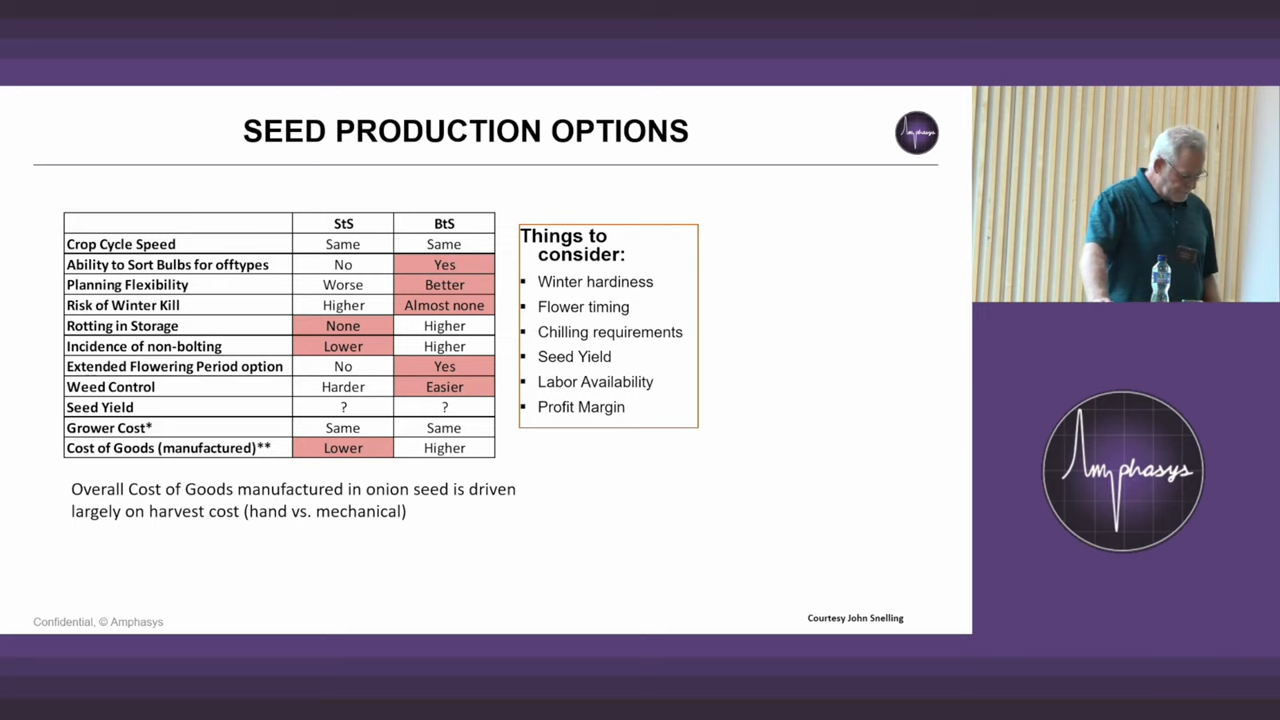 SEED PRODUCTION OPTIONS
Amphasys
StS BtS
Crop Cycle Speed Same Same
Ability to Sort Bulbs for offtypes No Yes
Planning Flexibility Worse Better
Risk of Winter Kill Higher Almost none
Rotting in Storage None Higher
Incidence of non-bolting Lower Higher
Extended Flowering Period option No Yes
Weed Control Harder Easier
Seed Yield ? ?
Grower Cost* Same Same
Cost of Goods (manufactured)** Lower Higher
Things to
consider:
▪ Winter hardiness
▪ Flower timing
▪ Chilling requirements
▪ Seed Yield
▪ Labor Availability
▪ Profit Margin
Overall Cost of Goods manufactured in onion seed is driven
largely on harvest cost (hand vs. mechanical)
Confidential, © Amphasys
Courtesy John Snelling
Amphasys